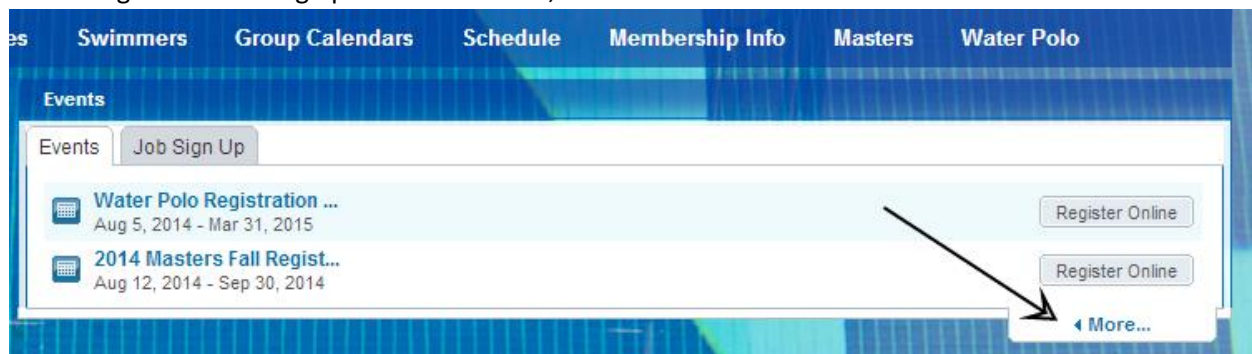 es Swimmers Group Calendars Schedule Membership Info Masters Water Polo
Events
Events Job Sign Up
Water Polo Registration ...
Aug 5, 2014 - Mar 31, 2015
Register Online
2014 Masters Fall Regist...
Aug 12, 2014 - Sep 30, 2014
Register Online
More...